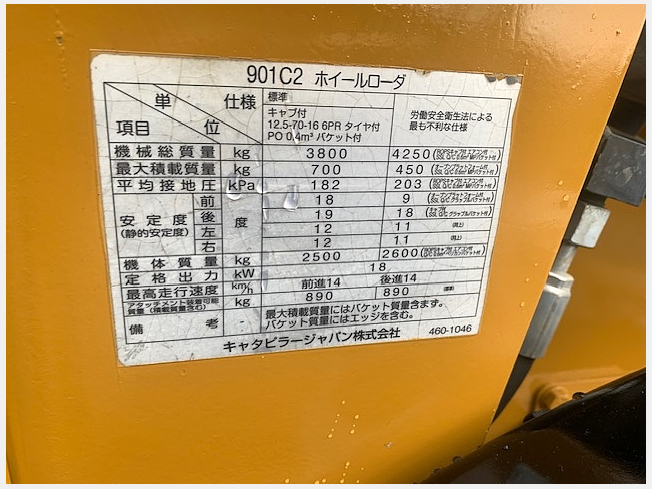 901C2 ホイールローダ
単 仕様 標準
キャブ付 労働安全衛生法による
12.5-70-16 6PR タイヤ付 最も不利な仕様
項目 位 PO 0.4m³ バケット付
機械総質量 kg 3800 4250
最大積載質量 kg 700 450
平均接地圧 kPa 182 203
安定度 (静的安定度) 度
前 18 9
後 19 18
左 12 11
右 12 11
機体質量 kg 2500 2600
定格出力 kW 18
最高走行速度 km/h 前進14 後進14
アタッチメント装着可能
質量 (積載質量含む) kg 890 890
備考 最大積載質量にはバケット質量含まず。
バケット質量にはエッジを含む。
キャタピラージャパン株式会社 460-1046